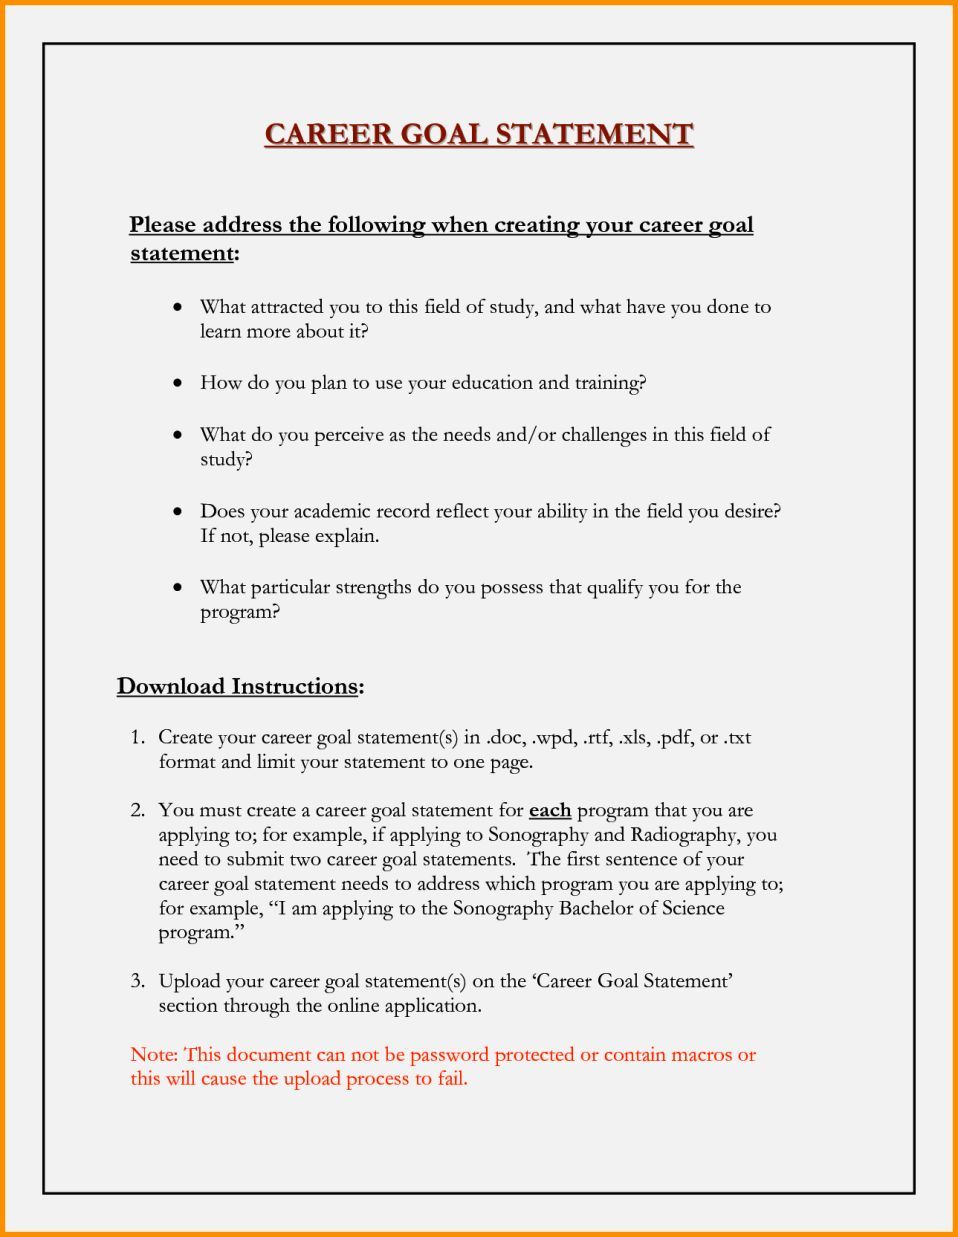 CAREER GOAL STATEMENT
Please address the following when creating your career goal
statement:
• What attracted you to this field of study, and what have you done to
learn more about it?
• How do you plan to use your education and training?
• What do you perceive as the needs and/or challenges in this field of
study?
• Does your academic record reflect your ability in the field you desire?
If not, please explain.
• What particular strengths do you possess that qualify you for the
program?
Download Instructions:
1. Create your career goal statement(s) in .doc, .wpd, .rtf, .xls, .pdf, or .txt
format and limit your statement to one page.
2. You must create a career goal statement for each program that you are
applying to; for example, if applying to Sonography and Radiography, you
need to submit two career goal statements. The first sentence of your
career goal statement needs to address which program you are applying to;
for example, “I am applying to the Sonography Bachelor of Science
program.”
3. Upload your career goal statement(s) on the ‘Career Goal Statement’
section through the online application.
Note: This document can not be password protected or contain macros or
this will cause the upload process to fail.